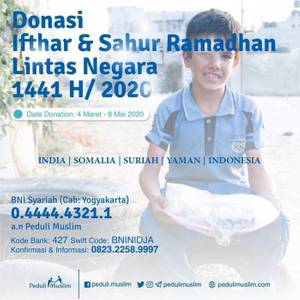 Donasi
Ifthar & Sahur Ramadhan
Lintas Negara
1441 H/ 2020
Date Donation: 4 Maret - 8 Mei 2020
INDIA | SOMALIA | SURIAH | YAMAN | INDONESIA
BNI Syariah (Cab: Yogyakarta)
0.4444.4321.1
a.n Peduli Muslim
Kode Bank: 427 Swift Code: BNINIDJA
Konfirmasi & Informasi: 0823.2258.9997
Peduli Muslim
peduli.muslim
pedulimuslim
pedulimuslim.com